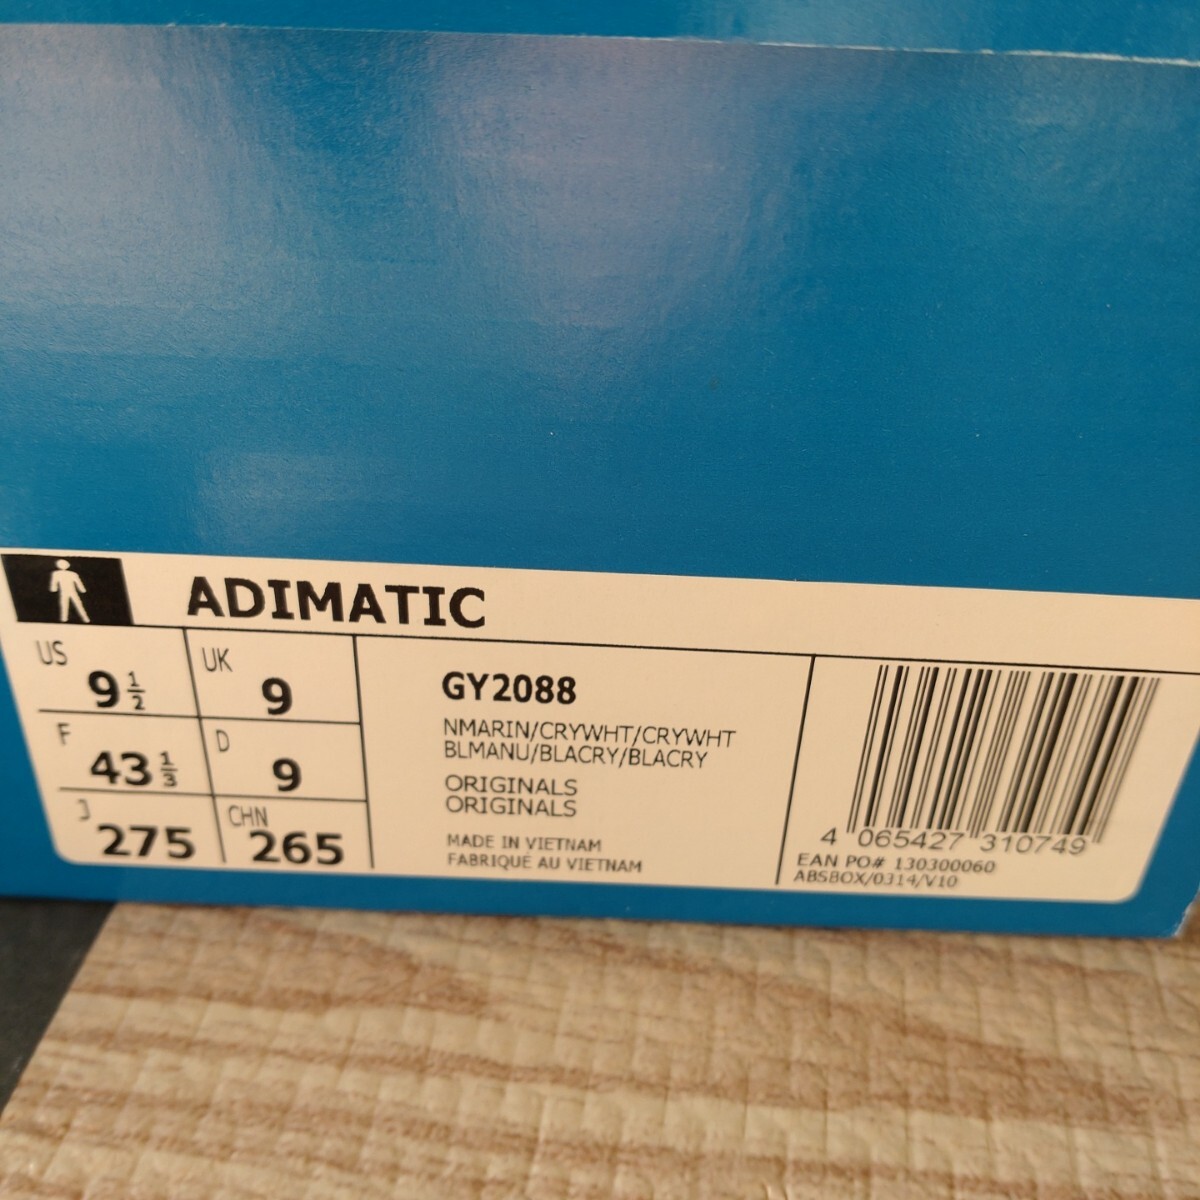 ADIMATIC
US 9 1/2
UK 9
F 43 1/3
D 9
J 275
CHN 265
GY2088
NMARIN/CRYWHT/CRYWHT
BLMANU/BLACRY/BLACRY
ORIGINALS
ORIGINALS
MADE IN VIETNAM
FABRIQUÉ AU VIETNAM
4 065427 310749
EAN PO# 130300060
ABSBOX/0314/V10